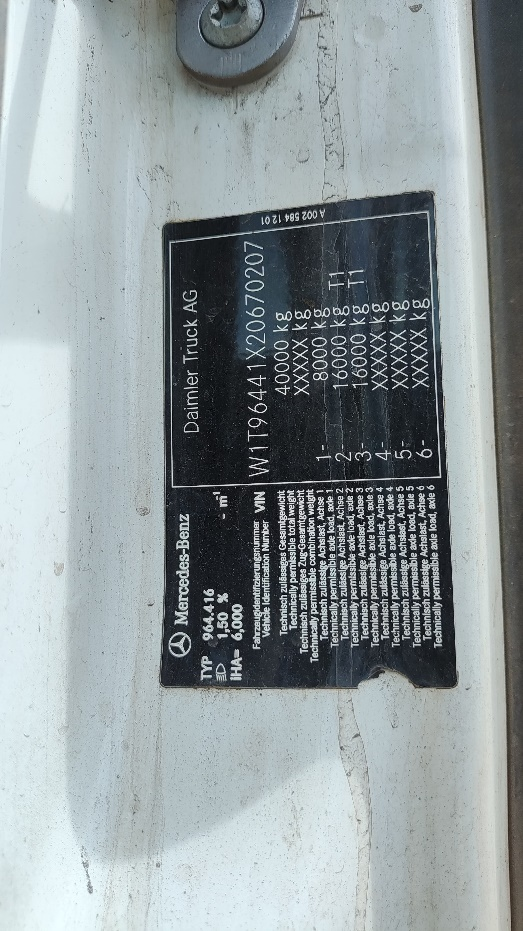 Mercedes-Benz
Daimler Truck AG
TYP 964.416
1,50 %
IHA= 6,000 - m¹
Fahrzeugidentifizierungsnummer
Vehicle Identification Number
VIN W1T96441X20670207
Technisch zulässiges Gesamtgewicht
Technically permissible total weight
40000 kg
Technisch zulässiges Zug-Gesamtgewicht
Technically permissible combination weight
XXXXX kg
Technisch zulässige Achslast, Achse 1
Technically permissible axle load, axle 1
1- 8000 kg
Technisch zulässige Achslast, Achse 2
Technically permissible axle load, axle 2
2- 16000 kg T1
Technisch zulässige Achslast, Achse 3
Technically permissible axle load, axle 3
3- 16000 kg T1
Technisch zulässige Achslast, Achse 4
Technically permissible axle load, axle 4
4- XXXXX kg
Technisch zulässige Achslast, Achse 5
Technically permissible axle load, axle 5
5- XXXXX kg
Technisch zulässige Achslast, Achse 6
Technically permissible axle load, axle 6
6- XXXXX kg
A 002 584 12 01